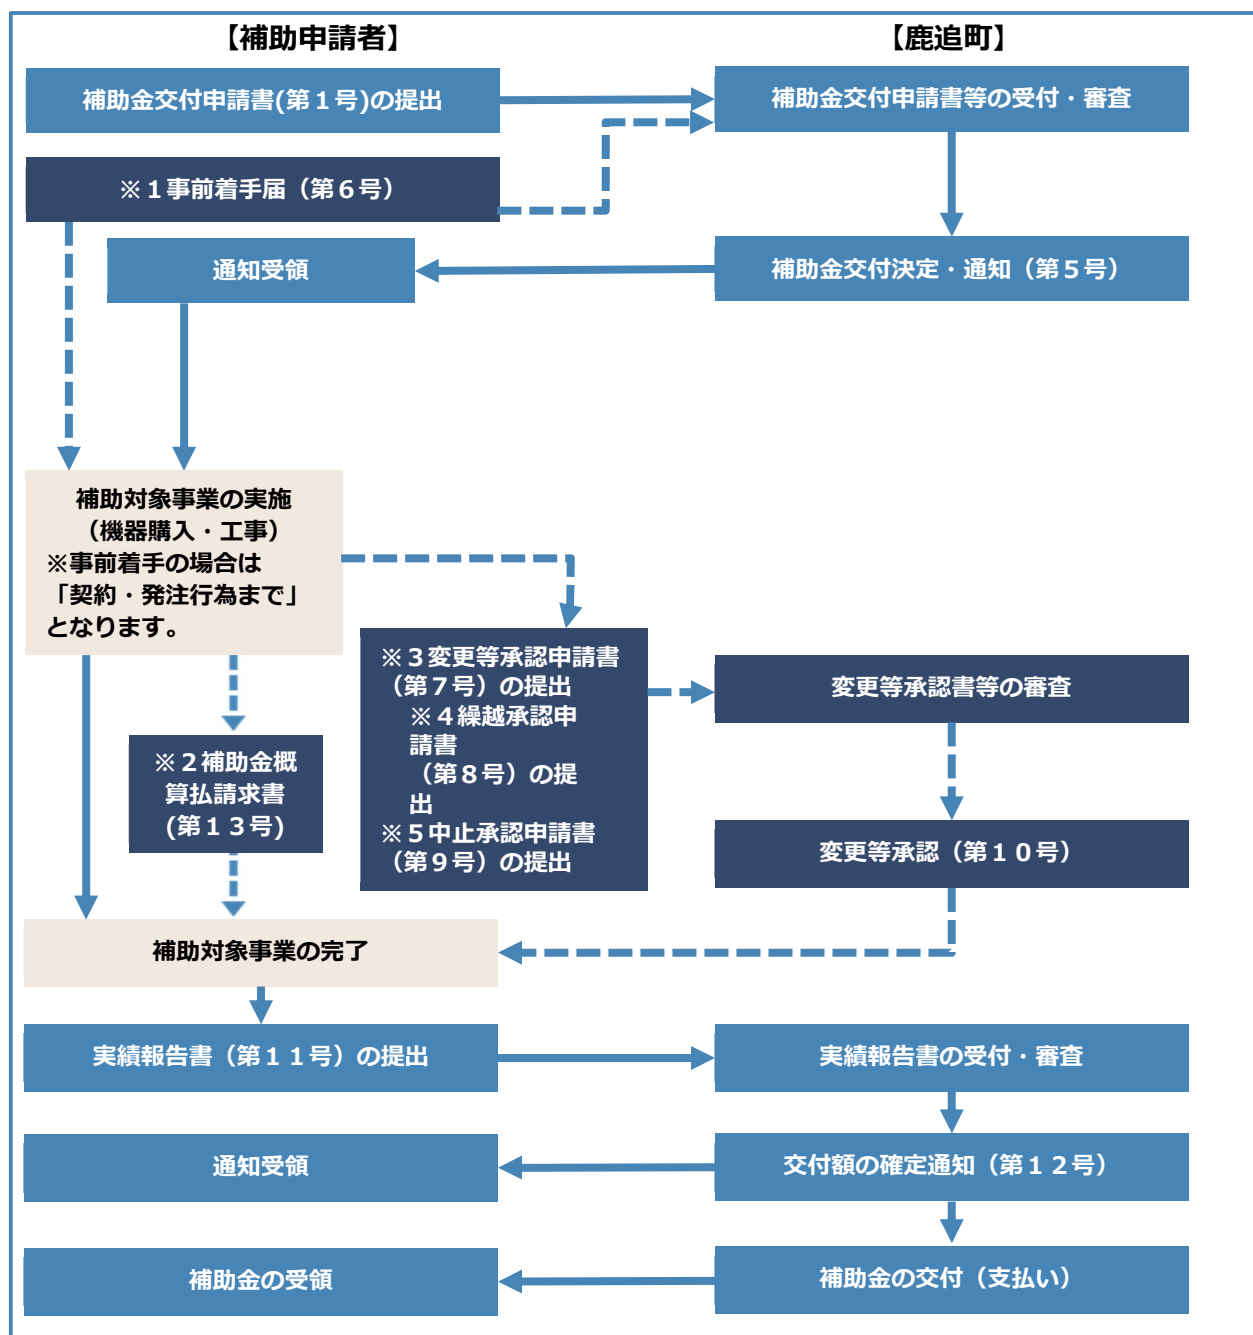 【補助申請者】
【鹿追町】
補助金交付申請書(第１号)の提出
補助金交付申請書等の受付・審査
※１事前着手届（第６号）
通知受領
補助金交付決定・通知（第５号）
補助対象事業の実施
（機器購入・工事）
※事前着手の場合は
「契約・発注行為まで」
となります。
※３変更等承認申請書
（第７号）の提出
※４繰越承認申
請書
（第８号）の提
出
※５中止承認申請書
（第９号）の提出
変更等承認書等の審査
※２補助金概
算払請求書
(第１３号)
変更等承認（第１０号）
補助対象事業の完了
実績報告書（第１１号）の提出
実績報告書の受付・審査
通知受領
交付額の確定通知（第１２号）
補助金の受領
補助金の交付（支払い）